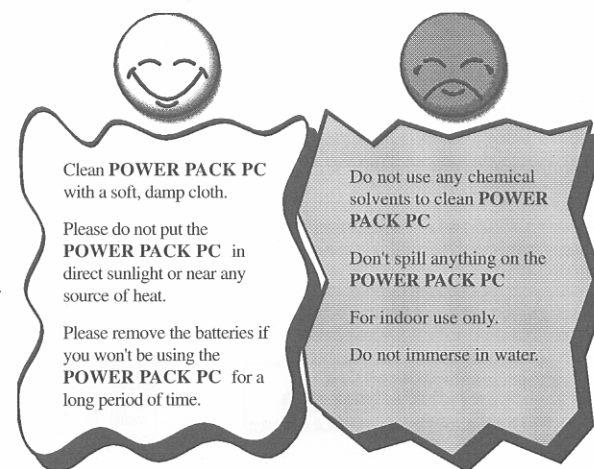 Clean POWER PACK PC
with a soft, damp cloth.
Please do not put the
POWER PACK PC in
direct sunlight or near any
source of heat.
Please remove the batteries if
you won't be using the
POWER PACK PC for a
long period of time.
Do not use any chemical
solvents to clean POWER
PACK PC
Don't spill anything on the
POWER PACK PC
For indoor use only.
Do not immerse in water.